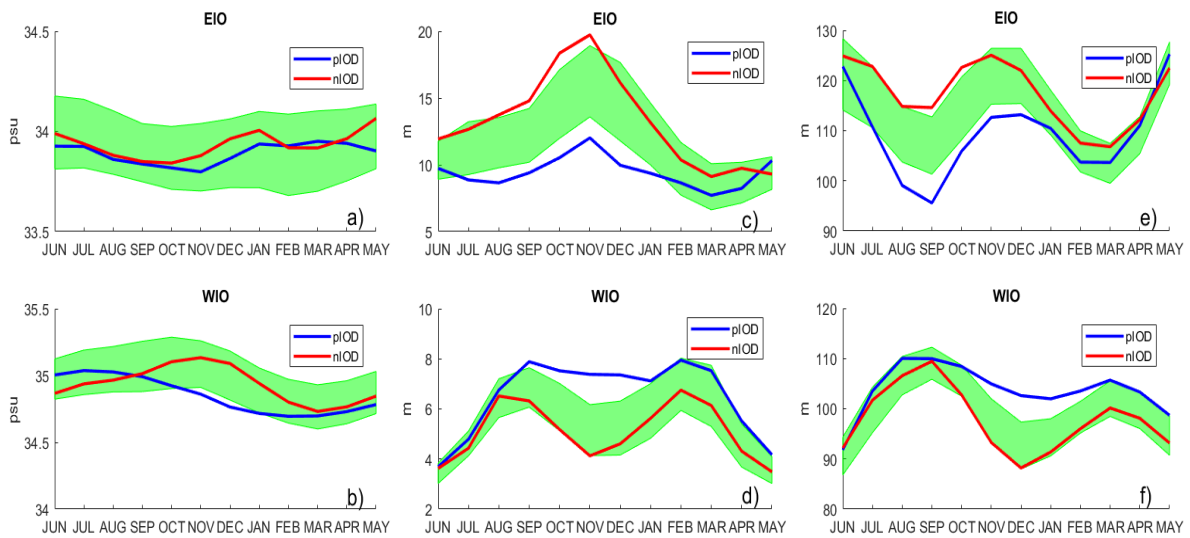 EIO
34.5
34
33.5
psu
pIOD
nIOD
a)
JUN JUL AUG SEP OCT NOV DEC JAN FEB MAR APR MAY
EIO
20
15
10
5
m
pIOD
nIOD
c)
JUN JUL AUG SEP OCT NOV DEC JAN FEB MAR APR MAY
EIO
130
120
110
100
90
m
pIOD
nIOD
e)
JUN JUL AUG SEP OCT NOV DEC JAN FEB MAR APR MAY
WIO
35.5
35
34.5
34
psu
pIOD
nIOD
b)
JUN JUL AUG SEP OCT NOV DEC JAN FEB MAR APR MAY
WIO
10
8
6
4
2
m
pIOD
nIOD
d)
JUN JUL AUG SEP OCT NOV DEC JAN FEB MAR APR MAY
WIO
120
110
100
90
80
m
pIOD
nIOD
f)
JUN JUL AUG SEP OCT NOV DEC JAN FEB MAR APR MAY